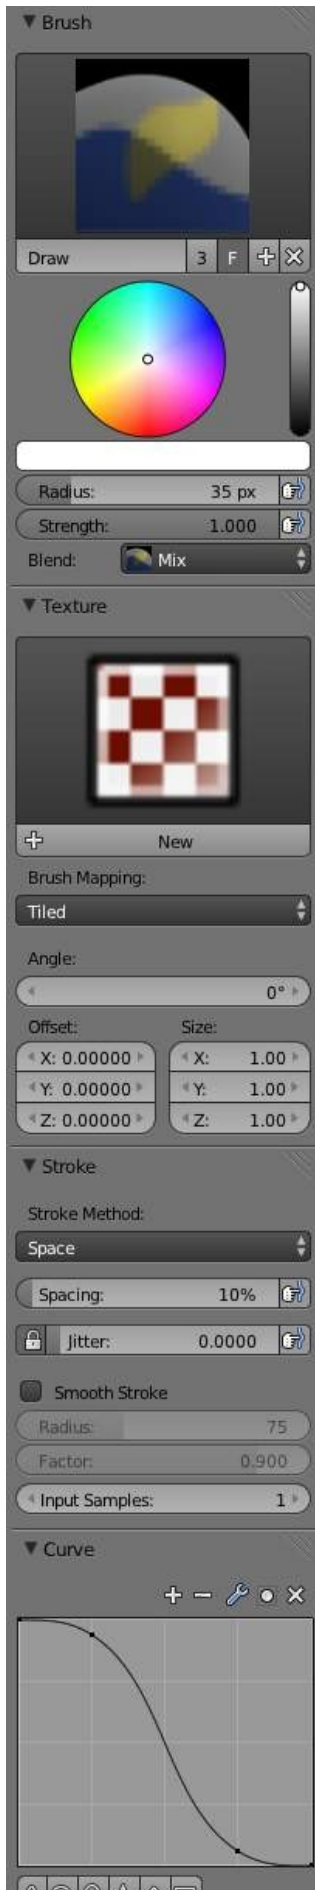 Brush
Draw 3 F
Radius: 35 px
Strength: 1.000
Blend: Mix
Texture
New
Brush Mapping:
Tiled
Angle:
0°
Offset: Size:
X: 0.00000 X: 1.00
Y: 0.00000 Y: 1.00
Z: 0.00000 Z: 1.00
Stroke
Stroke Method:
Space
Spacing: 10%
Jitter: 0.0000
Smooth Stroke
Radius: 75
Factor: 0.900
Input Samples: 1
Curve